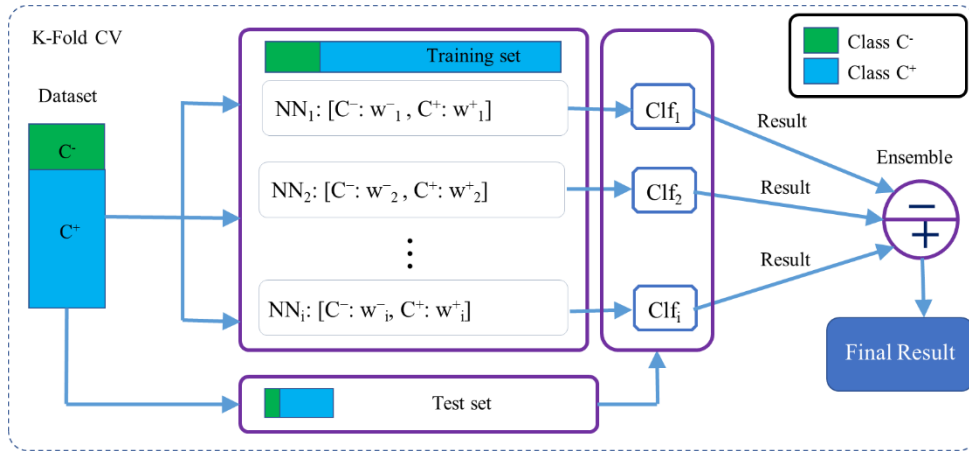 K-Fold CV
Dataset
C⁻
C⁺
Training set
NN₁: [C⁻: w⁻₁ , C⁺: w⁺₁]
NN₂: [C⁻: w⁻₂ , C⁺: w⁺₂]
⋮
NNᵢ: [C⁻: w⁻ᵢ, C⁺: w⁺ᵢ]
Test set
Clf₁
Clf₂
Clfᵢ
Result
Result
Result
Ensemble
−
+
Final Result
Class C⁻
Class C⁺